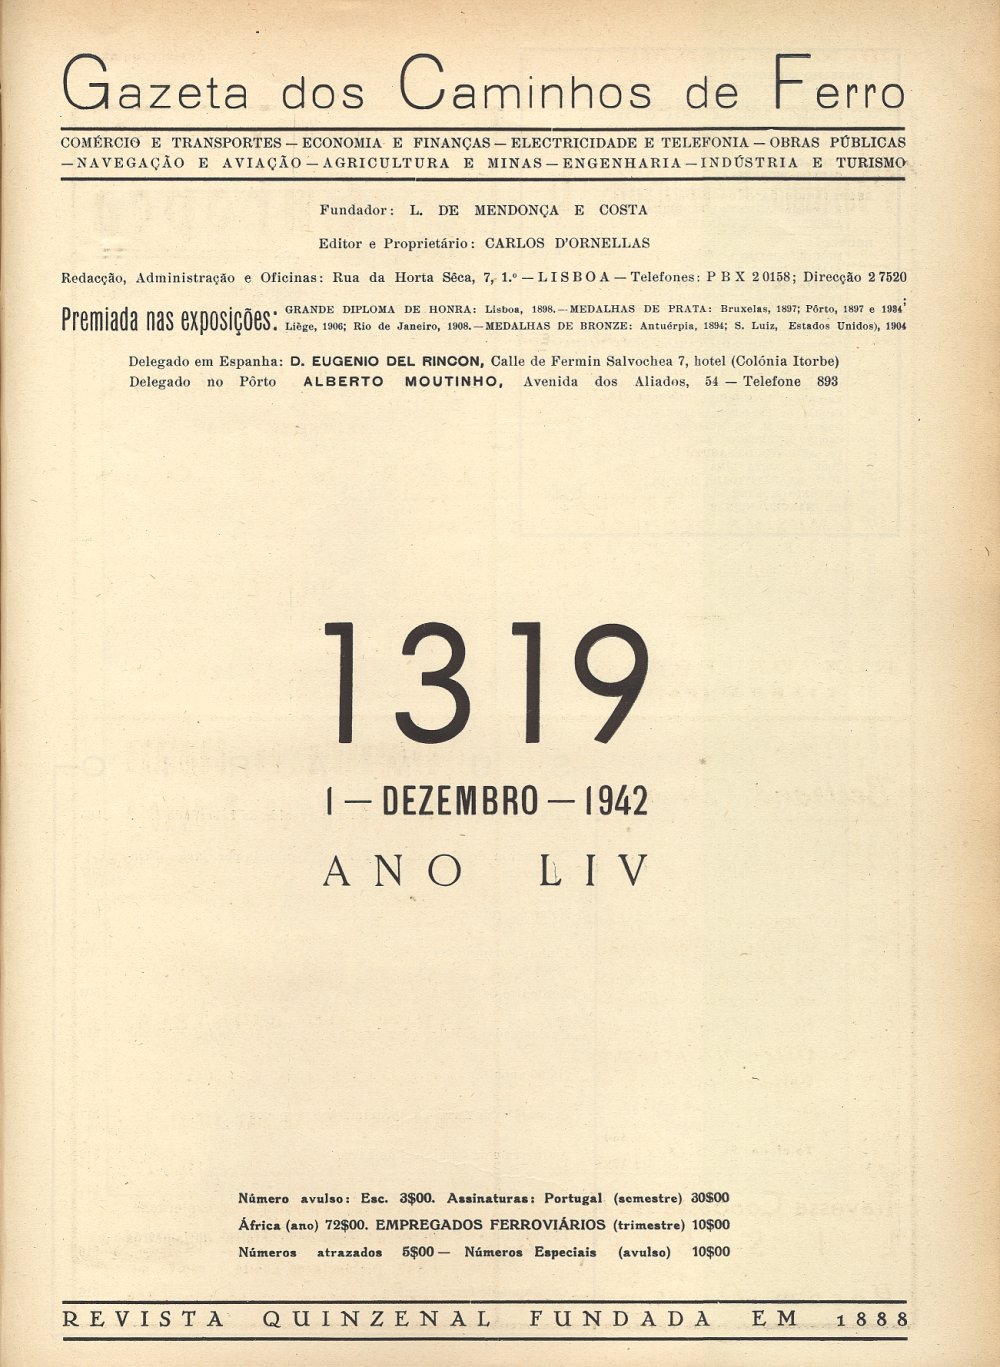 Gazeta dos Caminhos de Ferro
COMÉRCIO E TRANSPORTES — ECONOMIA E FINANÇAS — ELECTRICIDADE E TELEFONIA — OBRAS PÚBLICAS
— NAVEGAÇÃO E AVIAÇÃO — AGRICULTURA E MINAS — ENGENHARIA — INDÚSTRIA E TURISMO
Fundador: L. DE MENDONÇA E COSTA
Editor e Proprietário: CARLOS D'ORNELLAS
Redacção, Administração e Oficinas: Rua da Horta Sêca, 7, 1.º — LISBOA — Telefones: P B X 2 0158; Direcção 2 7520
Premiada nas exposições: GRANDE DIPLOMA DE HONRA: Lisboa, 1898. — MEDALHAS DE PRATA: Bruxelas, 1897; Pôrto, 1897 e 1934;
Liège, 1906; Rio de Janeiro, 1908. — MEDALHAS DE BRONZE: Antuérpia, 1894; S. Luiz, Estados Unidos), 1904
Delegado em Espanha: D. EUGENIO DEL RINCON, Calle de Fermin Salvochea 7, hotel (Colónia Itorbe)
Delegado no Pôrto ALBERTO MOUTINHO, Avenida dos Aliados, 54 — Telefone 893
1319
1 — DEZEMBRO — 1942
ANO LIV
Número avulso: Esc. 3$00. Assinaturas: Portugal (semestre) 30$00
África (ano) 72$00. EMPREGADOS FERROVIÁRIOS (trimestre) 10$00
Números atrazados 5$00 — Números Especiais (avulso) 10$00
REVISTA QUINZENAL FUNDADA EM 1888